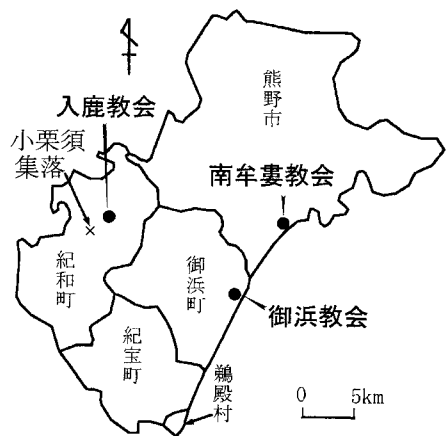 熊野市
入鹿教会
小栗須
集落
南牟婁教会
紀和町
御浜町
御浜教会
紀宝町
鵜殿村
0 5km